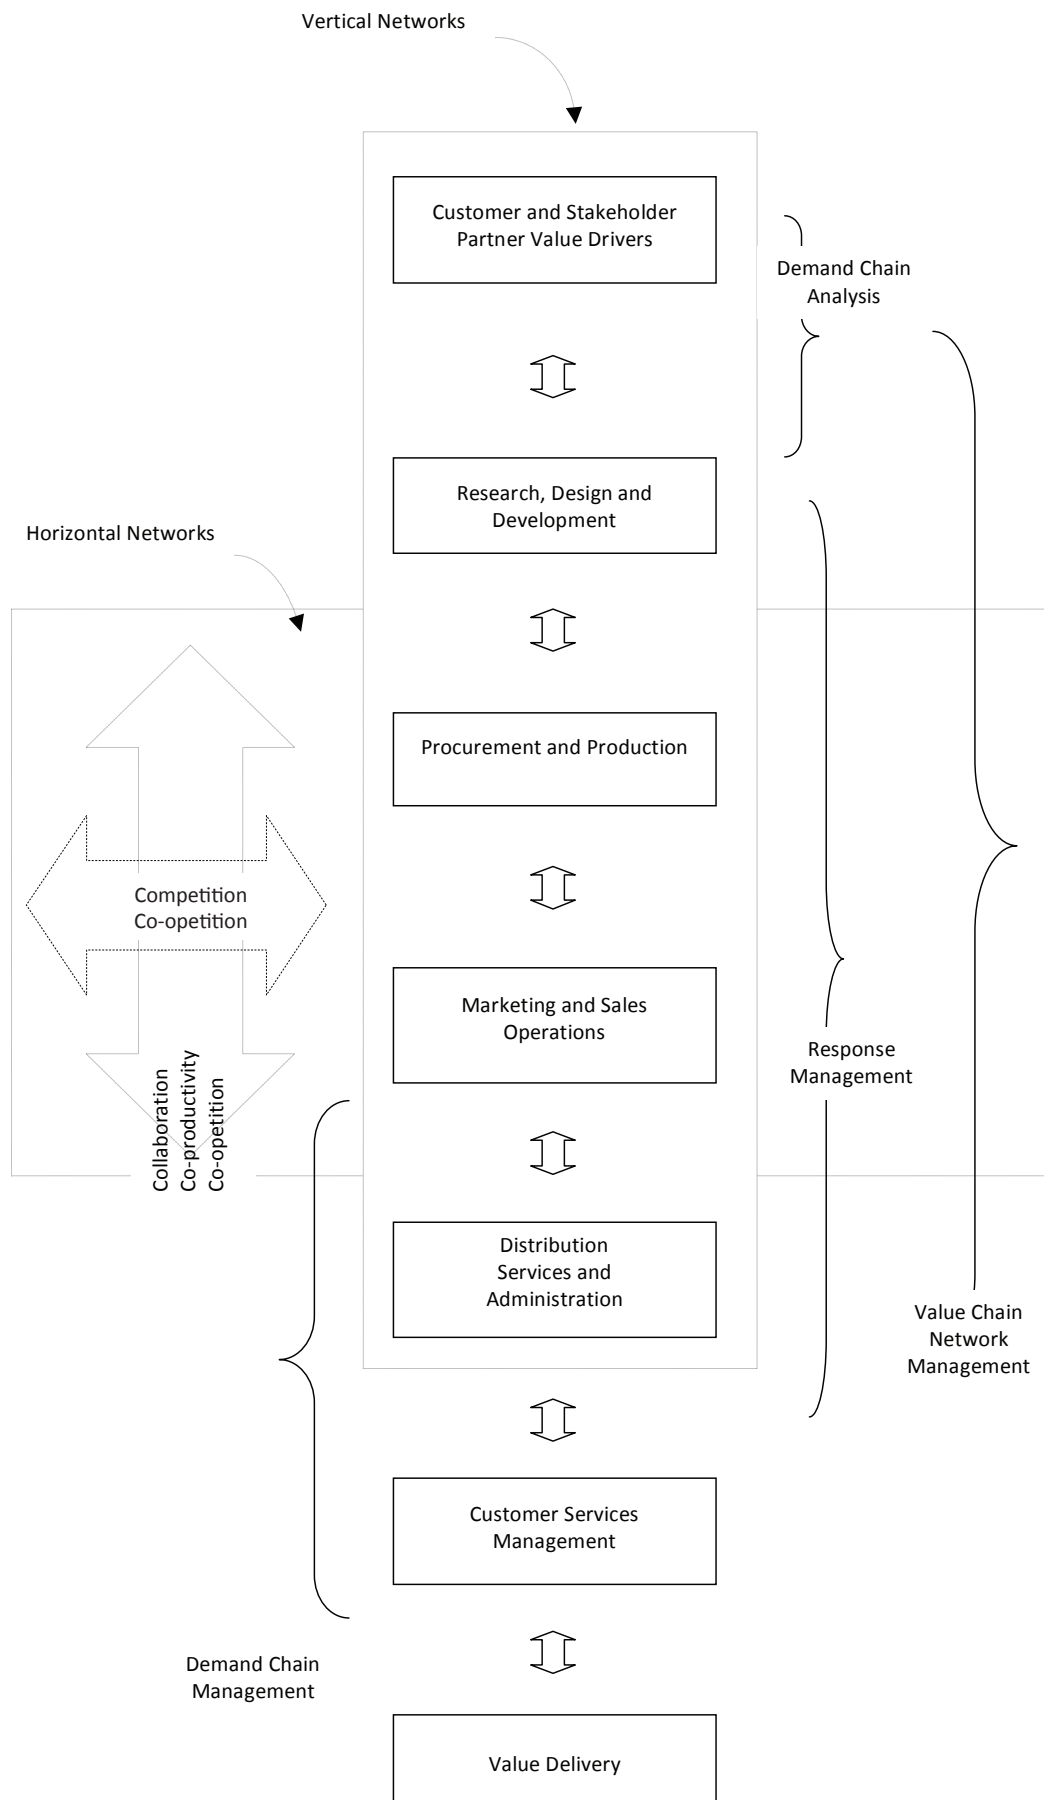 Vertical Networks
Customer and Stakeholder
Partner Value Drivers
Demand Chain
Analysis
Research, Design and
Development
Horizontal Networks
Procurement and Production
Competition
Co-opetition
Marketing and Sales
Operations
Response
Management
Collaboration
Co-productivity
Co-opetition
Distribution
Services and
Administration
Value Chain
Network
Management
Customer Services
Management
Demand Chain
Management
Value Delivery